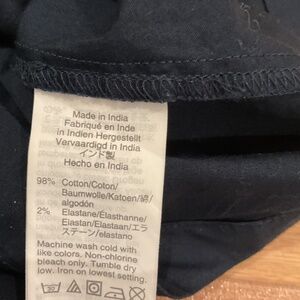 Made in India
Fabriqué en Inde
in Indien Hergestellt
Vervaardigd in India
インド製
Hecho en India
98% Cotton/Coton/
Baumwolle/Katoen/綿/
algodón
2% Elastane/Élasthanne/
Elastan/Elastaan/エラ
ステーン/elastano
Machine wash cold with
like colors. Non-chlorine
bleach only. Tumble dry
low. Iron on lowest setting.